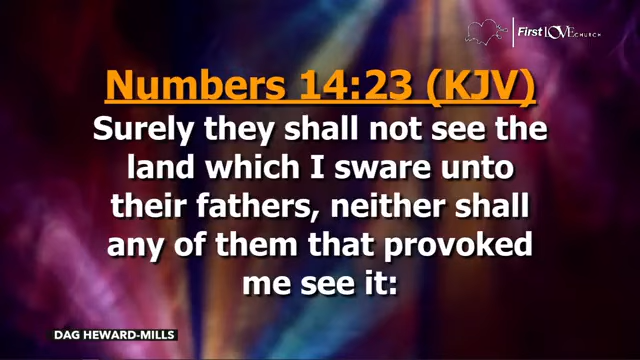 First LOVE CHURCH
Numbers 14:23 (KJV)
Surely they shall not see the
land which I sware unto
their fathers, neither shall
any of them that provoked
me see it:
DAG HEWARD-MILLS